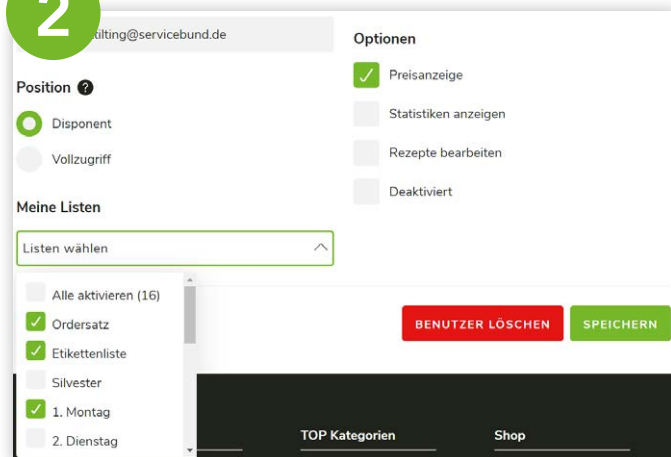 2
tilting@servicebund.de
Position ?
Disponent
Vollzugriff
Meine Listen
Listen wählen
Alle aktivieren (16)
Ordersatz
Etikettenliste
Silvester
1. Montag
2. Dienstag
Optionen
Preisanzeige
Statistiken anzeigen
Rezepte bearbeiten
Deaktiviert
BENUTZER LÖSCHEN
SPEICHERN
TOP Kategorien
Shop